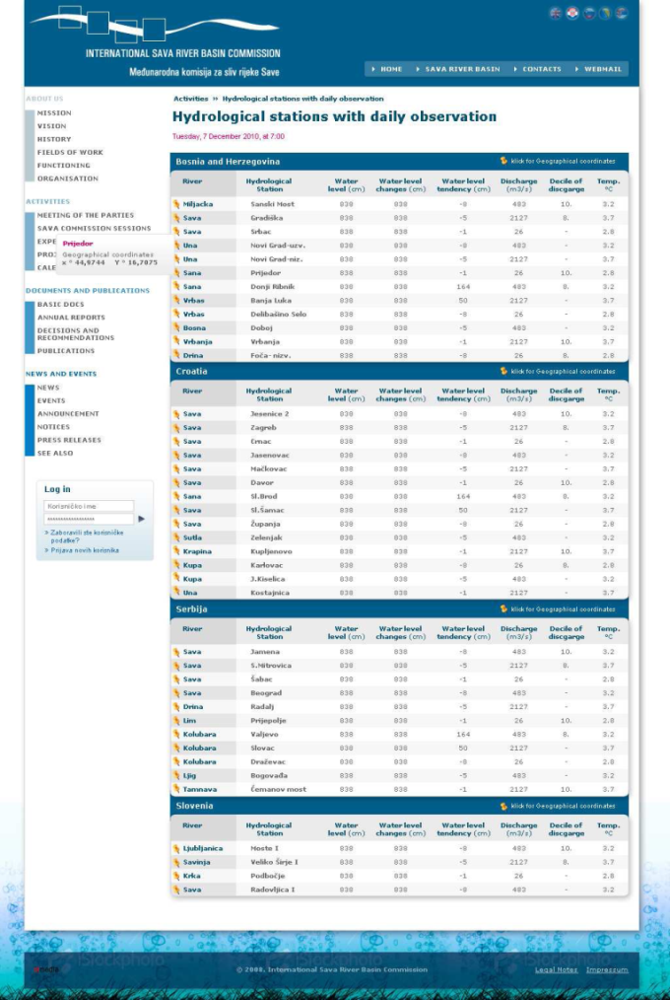 INTERNATIONAL SAVA RIVER BASIN COMMISSION
Međunarodna komisija za sliv rijeke Save
HOME SAVA RIVER BASIN CONTACTS WEBMAIL
ABOUT US
MISSION
VISION
HISTORY
FIELDS OF WORK
FUNCTIONING
ORGANISATION
ACTIVITIES
MEETING OF THE PARTIES
SAVA COMMISSION SESSIONS
EXPE
PRO
CALE
Prijedor
Geographical coordinates
x = 44,9744 Y = 16,7075
DOCUMENTS AND PUBLICATIONS
BASIC DOCS
ANNUAL REPORTS
DECISIONS AND
RECOMMENDATIONS
PUBLICATIONS
NEWS AND EVENTS
NEWS
EVENTS
ANNOUNCEMENT
NOTICES
PRESS RELEASES
SEE ALSO
Log in
Korisničko ime
» Zaboravili ste korisničke
podatke?
» Prijava novih korisnika
Activities » Hydrological stations with daily observation
Hydrological stations with daily observation
Tuesday, 7 December 2010, at 7:00
Bosnia and Herzegovina klick for Geographical coordinates
River Hydrological Station Water level (cm) Water level changes (cm) Water level tendency (cm) Discharge (m3/s) Decile of discgarge Temp. ºC
Miljacka Sanski Most 838 838 -8 483 10. 3.2
Sava Gradiška 838 838 -5 2127 8. 3.7
Sava Srbac 838 838 -1 26 - 2.8
Una Novi Grad-uzv. 838 838 -8 483 - 3.2
Una Novi Grad-niz. 838 838 -5 2127 - 3.7
Sana Prijedor 838 838 -1 26 10. 2.8
Sana Donji Ribnik 838 838 164 483 8. 3.2
Vrbas Banja Luka 838 838 50 2127 - 3.7
Vrbas Delibašino Selo 838 838 -8 26 - 2.8
Bosna Doboj 838 838 -5 483 - 3.2
Vrbanja Vrbanja 838 838 -1 2127 10. 3.7
Drina Foča- nizv. 838 838 -8 26 8. 2.8
Croatia klick for Geographical coordinates
River Hydrological Station Water level (cm) Water level changes (cm) Water level tendency (cm) Discharge (m3/s) Decile of discgarge Temp. ºC
Sava Jesenice 2 838 838 -8 483 10. 3.2
Sava Zagreb 838 838 -5 2127 8. 3.7
Sava Crnac 838 838 -1 26 - 2.8
Sava Jasenovac 838 838 -8 483 - 3.2
Sava Mačkovac 838 838 -5 2127 - 3.7
Sava Davor 838 838 -1 26 10. 2.8
Sana Sl.Brod 838 838 164 483 8. 3.2
Sava Sl.Šamac 838 838 50 2127 - 3.7
Sava Županja 838 838 -8 26 - 2.8
Sutla Zelenjak 838 838 -5 483 - 3.2
Krapina Kupljenovo 838 838 -1 2127 10. 3.7
Kupa Karlovac 838 838 -8 26 8. 2.8
Kupa J.Kiselica 838 838 -5 483 - 3.2
Una Kostajnica 838 838 -1 2127 - 3.7
Serbija klick for Geographical coordinates
River Hydrological Station Water level (cm) Water level changes (cm) Water level tendency (cm) Discharge (m3/s) Decile of discgarge Temp. ºC
Sava Jamena 838 838 -8 483 10. 3.2
Sava S.Mitrovica 838 838 -5 2127 8. 3.7
Sava Šabac 838 838 -1 26 - 2.8
Sava Beograd 838 838 -8 483 - 3.2
Drina Radalj 838 838 -5 2127 - 3.7
Lim Prijepolje 838 838 -1 26 10. 2.8
Kolubara Valjevo 838 838 164 483 8. 3.2
Kolubara Slovac 838 838 50 2127 - 3.7
Kolubara Draževac 838 838 -8 26 - 2.8
Ljig Bogovađa 838 838 -5 483 - 3.2
Tamnava Ćemanov most 838 838 -1 2127 10. 3.7
Slovenia klick for Geographical coordinates
River Hydrological Station Water level (cm) Water level changes (cm) Water level tendency (cm) Discharge (m3/s) Decile of discgarge Temp. ºC
Ljubljanica Moste I 838 838 -8 483 10. 3.2
Savinja Veliko Širje I 838 838 -5 2127 8. 3.7
Krka Podbočje 838 838 -1 26 - 2.8
Sava Radovljica I 838 838 -8 483 - 3.2
iStockphoto
© 2008. International Sava River Basin Commission
Legal Notes Impressum